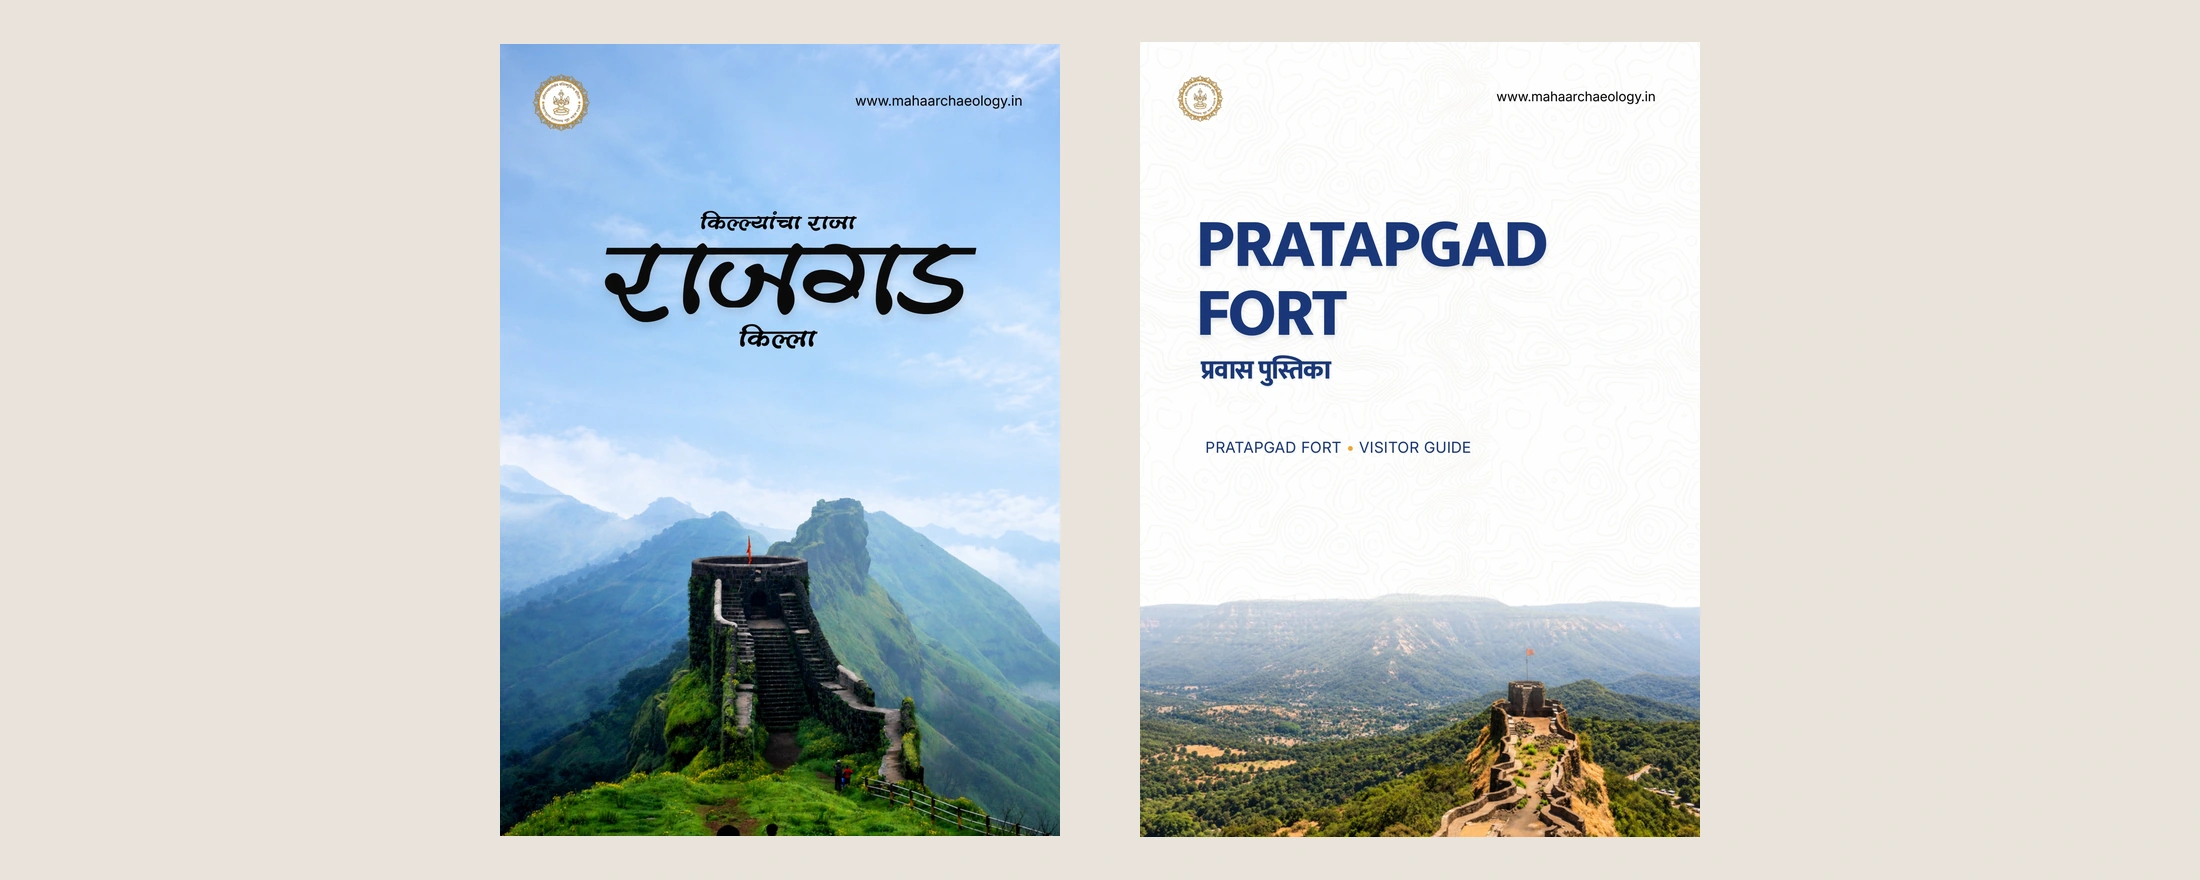 www.mahaarchaeology.in
किल्ल्यांचा राजा
राजगड
किल्ला
www.mahaarchaeology.in
PRATAPGAD
FORT
प्रवास पुस्तिका
PRATAPGAD FORT • VISITOR GUIDE